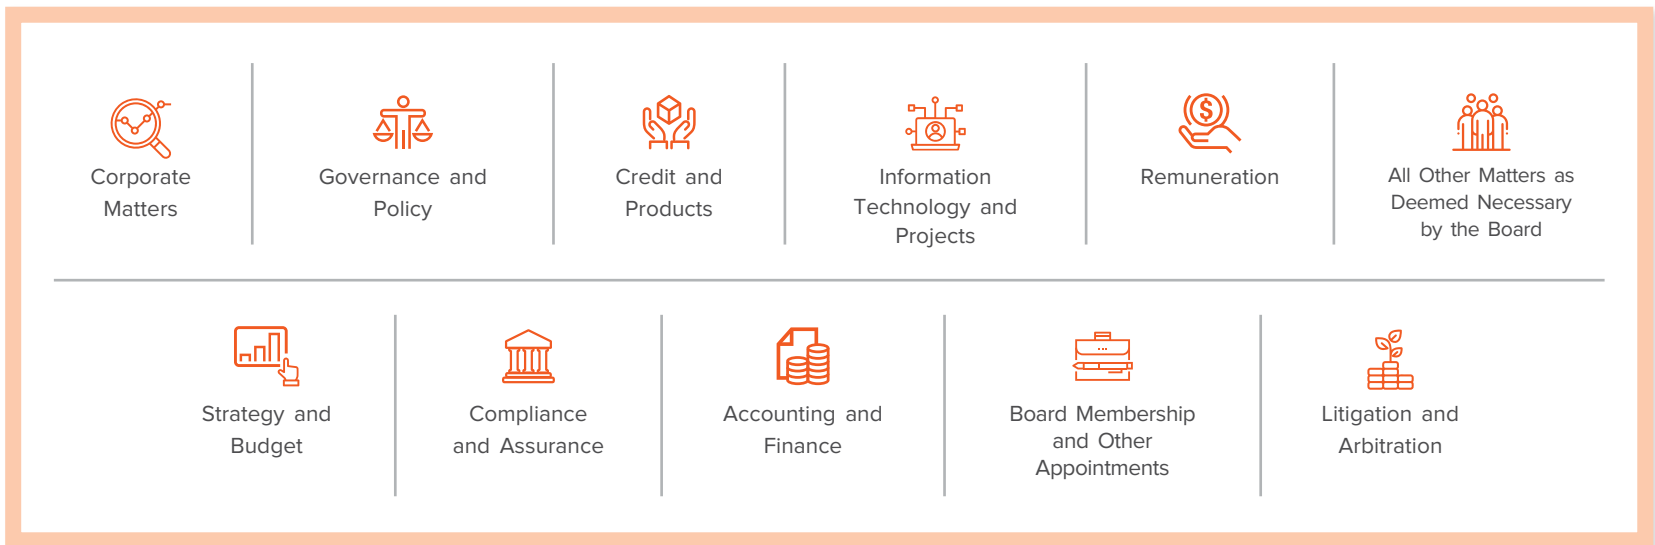 Corporate
Matters
Governance and
Policy
Credit and
Products
Information
Technology and
Projects
Remuneration
All Other Matters as
Deemed Necessary
by the Board
Strategy and
Budget
Compliance
and Assurance
Accounting and
Finance
Board Membership
and Other
Appointments
Litigation and
Arbitration